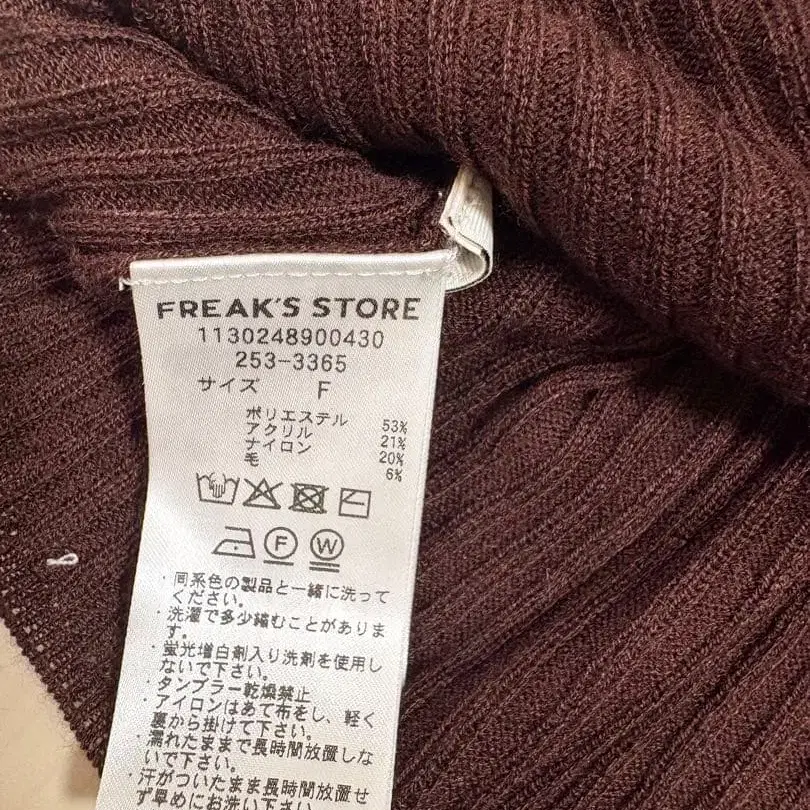 FREAK'S STORE
1130248900430
253-3365
サイズ F
ポリエステル 53%
アクリル 21%
ナイロン 20%
毛 6%
F W
・同系色の製品と一緒に洗って
ください。
・洗濯で多少縮むことがありま
す。
・蛍光増白剤入り洗剤を使用し
ないで下さい。
・タンブラー乾燥禁止
・アイロンはあて布をし、軽く
裏から掛けて下さい。
・濡れたままで長時間放置しな
いで下さい。
・汗がついたまま長時間放置せ
ず早めにお洗い下さい。